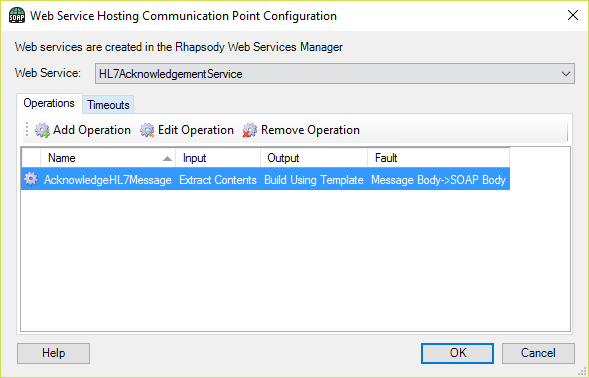 SOAP
Web Service Hosting Communication Point Configuration
Web services are created in the Rhapsody Web Services Manager
Web Service: HL7AcknowledgementService
Operations Timeouts
Add Operation Edit Operation Remove Operation
Name Input Output Fault
AcknowledgeHL7Message Extract Contents Build Using Template Message Body->SOAP Body
Help OK Cancel